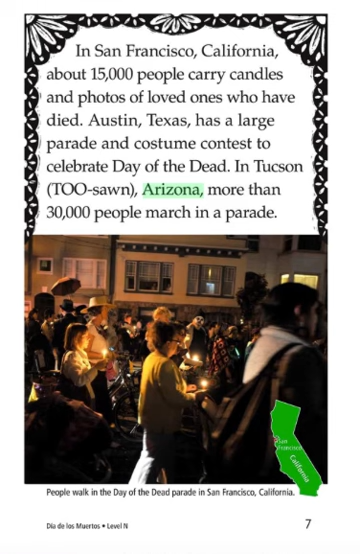 In San Francisco, California,
about 15,000 people carry candles
and photos of loved ones who have
died. Austin, Texas, has a large
parade and costume contest to
celebrate Day of the Dead. In Tucson
(TOO-sawn), Arizona, more than
30,000 people march in a parade.
San
Francisco
California
People walk in the Day of the Dead parade in San Francisco, California.
Día de los Muertos • Level N
7